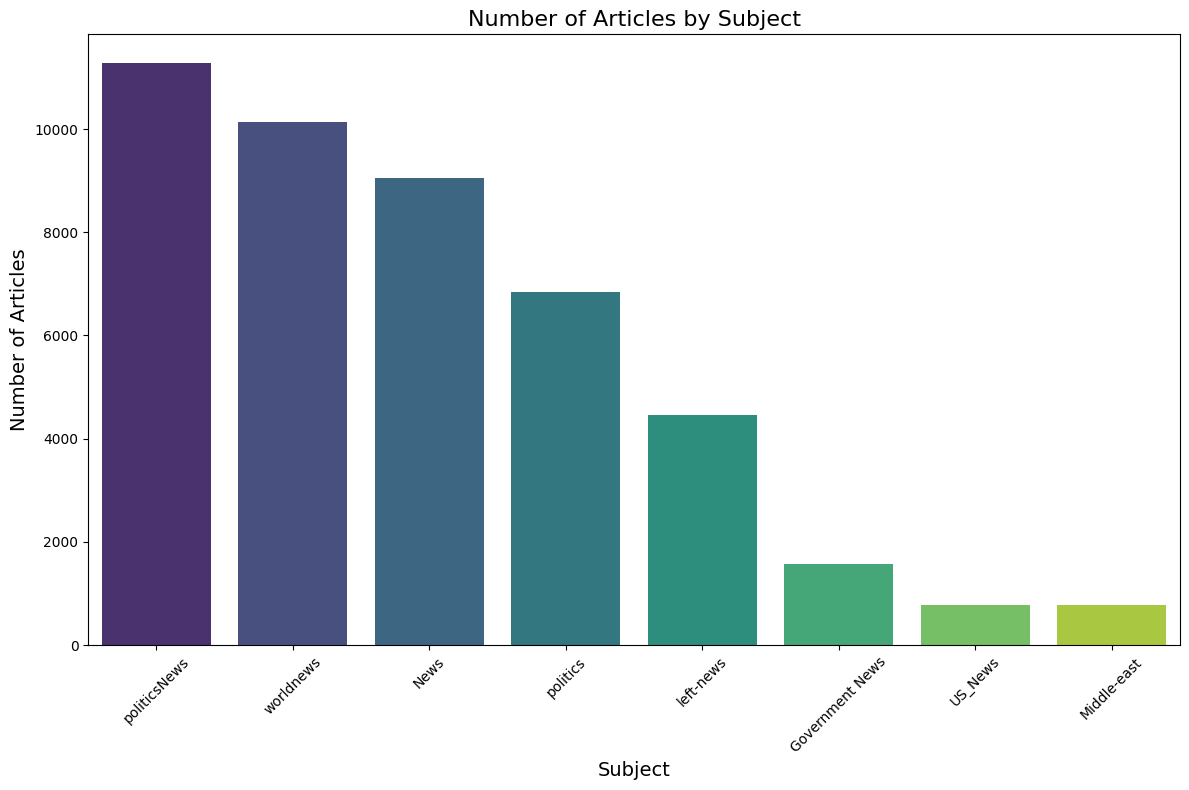 Number of Articles by Subject
Number of Articles
10000
8000
6000
4000
2000
0
politicsNews
worldnews
News
politics
left-news
Government News
US_News
Middle-east
Subject